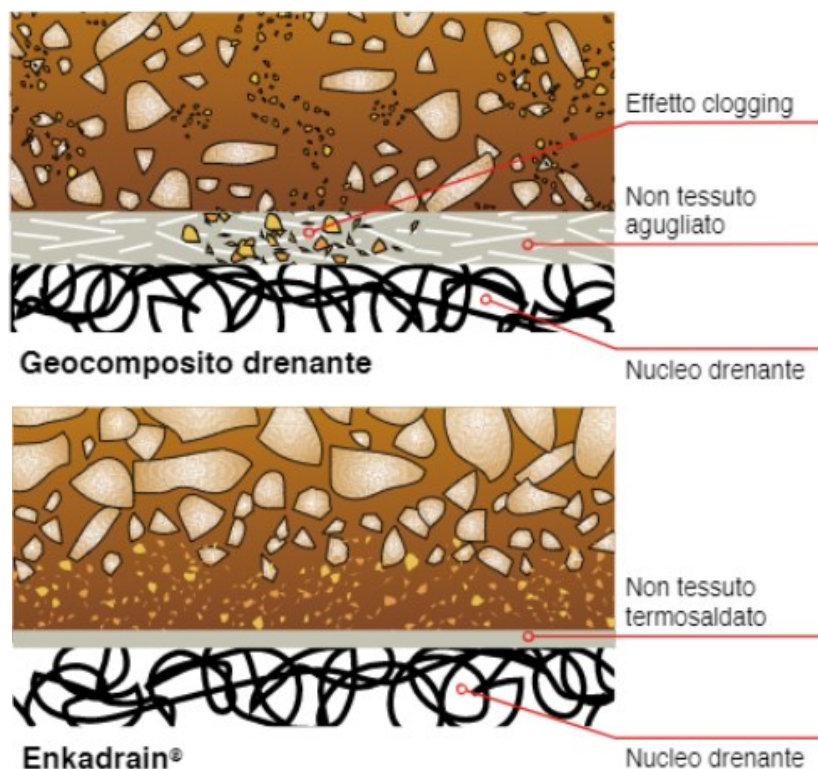 Effetto clogging
Non tessuto
agugliato
Nucleo drenante
Geocomposito drenante
Non tessuto
termosaldato
Nucleo drenante
Enkadrain®